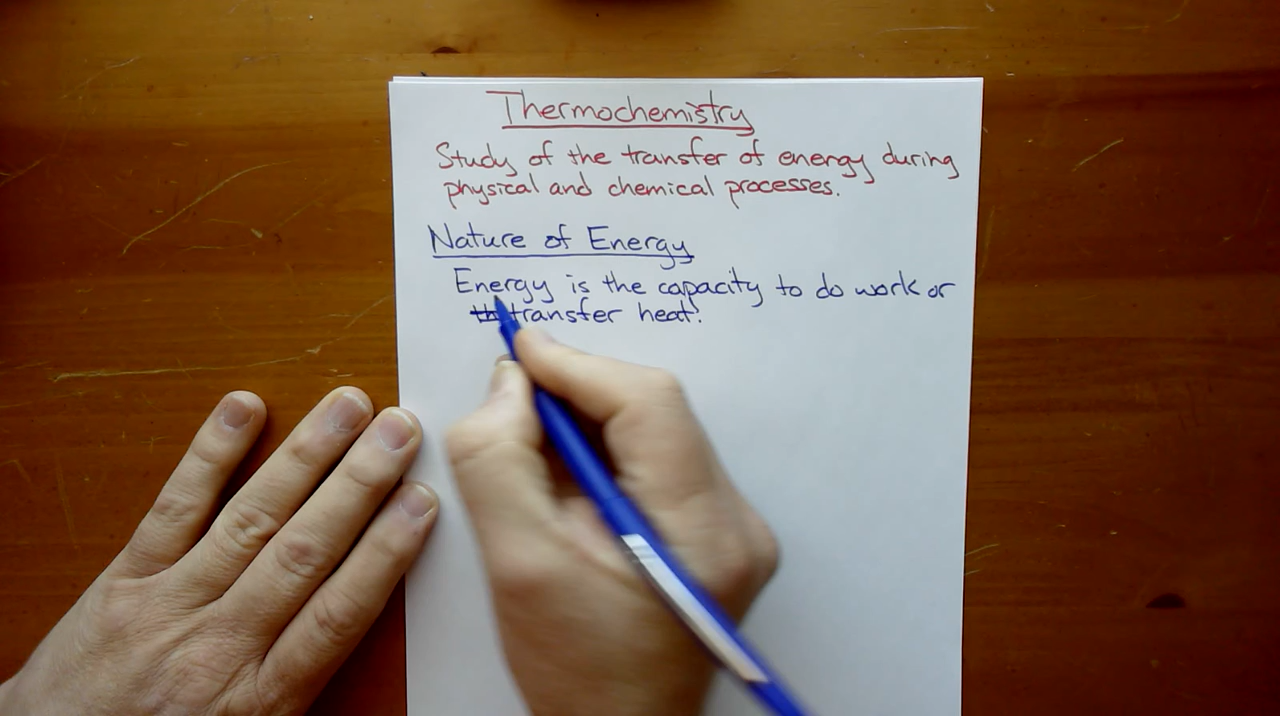 Thermochemistry
Study of the transfer of energy during
physical and chemical processes.
Nature of Energy
Energy is the capacity to do work or
transfer heat.